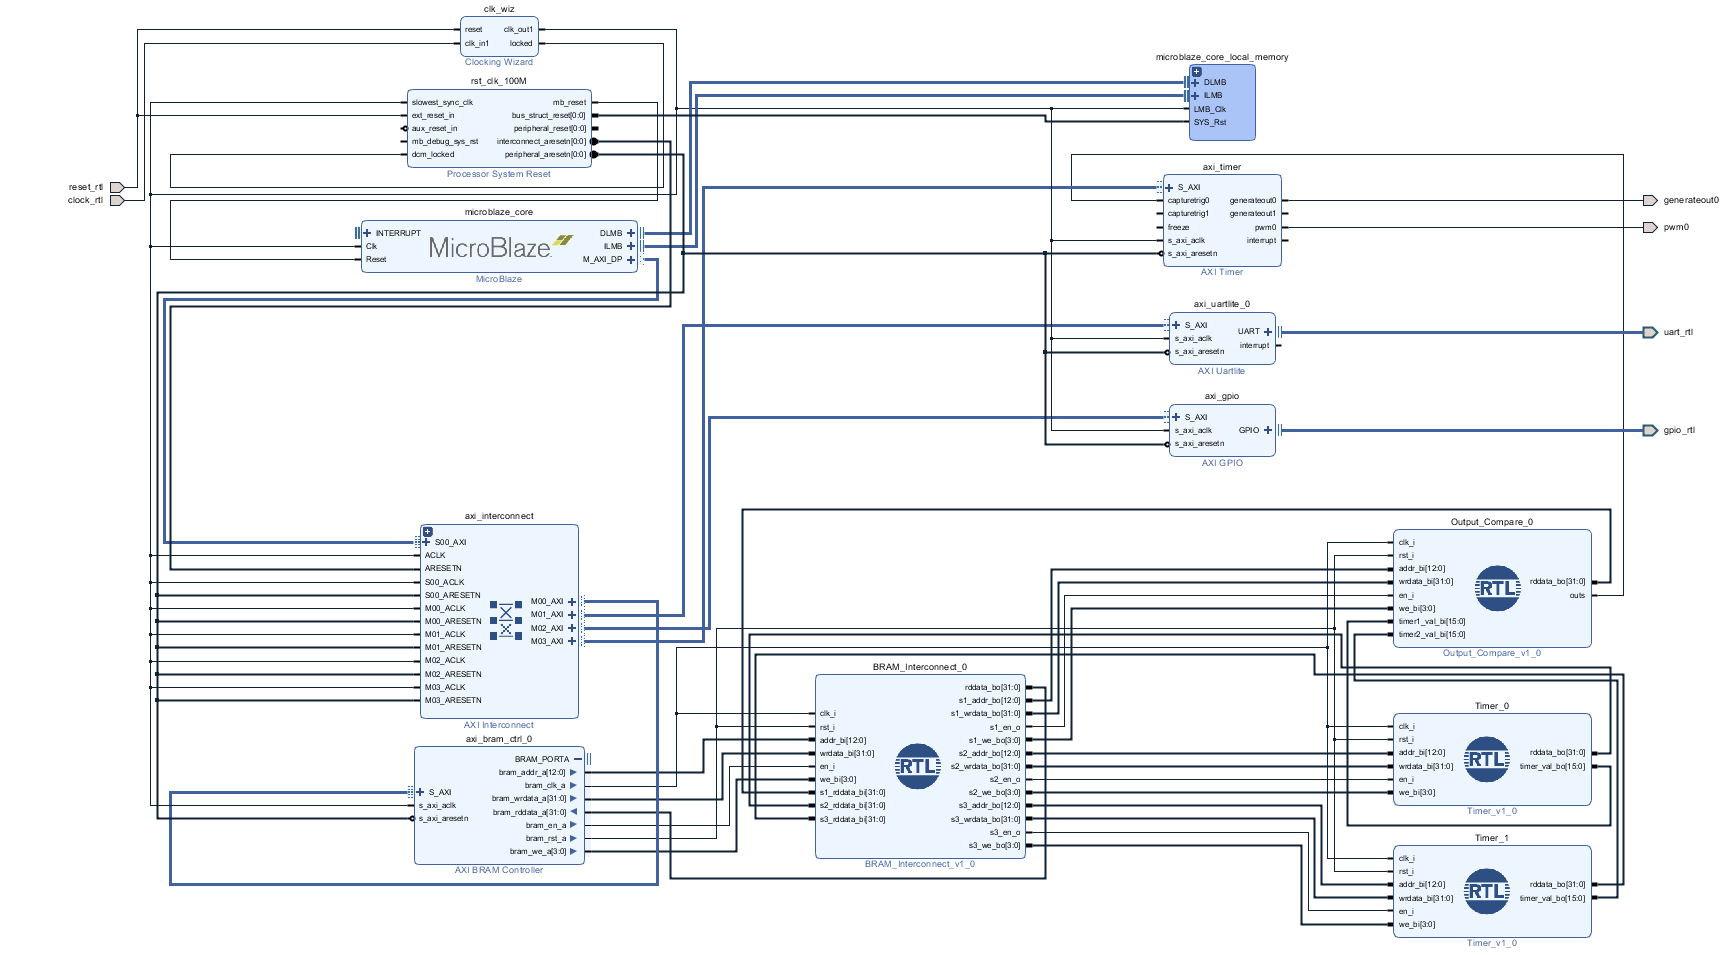 clk_wiz
reset clk_out1
clk_in1 locked
Clocking Wizard
rst_clk_100M
slowest_sync_clk mb_reset
ext_reset_in bus_struct_reset[0:0]
aux_reset_in peripheral_reset[0:0]
mb_debug_sys_rst interconnect_aresetn[0:0]
dcm_locked peripheral_aresetn[0:0]
Processor System Reset
reset_rtl
clock_rtl
microblaze_core
INTERRUPT DLMB
Clk ILMB
Reset M_AXI_DP
MicroBlaze
MicroBlaze
microblaze_core_local_memory
DLMB
ILMB
LMB_Clk
SYS_Rst
axi_timer
S_AXI
capturetrig0 generateout0
capturetrig1 generateout1
freeze pwm0
s_axi_aclk interrupt
s_axi_aresetn
AXI Timer
generateout0
pwm0
axi_uartlite_0
S_AXI UART
s_axi_aclk interrupt
s_axi_aresetn
AXI Uartlite
uart_rtl
axi_gpio
S_AXI
s_axi_aclk GPIO
s_axi_aresetn
AXI GPIO
gpio_rtl
axi_interconnect
S00_AXI
ACLK
ARESETN
S00_ACLK
S00_ARESETN M00_AXI
M00_ACLK M01_AXI
M00_ARESETN M02_AXI
M01_ACLK M03_AXI
M01_ARESETN
M02_ACLK
M02_ARESETN
M03_ACLK
M03_ARESETN
AXI Interconnect
axi_bram_ctrl_0
BRAM_PORTA
bram_addr_a[12:0]
bram_clk_a
S_AXI bram_wrdata_a[31:0]
s_axi_aclk bram_rddata_a[31:0]
s_axi_aresetn bram_en_a
bram_rst_a
bram_we_a[3:0]
AXI BRAM Controller
BRAM_Interconnect_0
rddata_bo[31:0]
s1_addr_bo[12:0]
clk_i s1_wrdata_bo[31:0]
rst_i s1_en_o
addr_bi[12:0] s1_we_bo[3:0]
wrdata_bi[31:0] s2_addr_bo[12:0]
en_i s2_wrdata_bo[31:0]
we_bi[3:0] s2_en_o
s1_rddata_bi[31:0] s2_we_bo[3:0]
s2_rddata_bi[31:0] s3_addr_bo[12:0]
s3_rddata_bi[31:0] s3_wrdata_bo[31:0]
s3_en_o
s3_we_bo[3:0]
RTL
BRAM_Interconnect_v1_0
Output_Compare_0
clk_i
rst_i
addr_bi[12:0]
wrdata_bi[31:0] rddata_bo[31:0]
en_i outs
we_bi[3:0]
timer1_val_bi[15:0]
timer2_val_bi[15:0]
RTL
Output_Compare_v1_0
Timer_0
clk_i
rst_i
addr_bi[12:0] rddata_bo[31:0]
wrdata_bi[31:0] timer_val_bo[15:0]
en_i
we_bi[3:0]
RTL
Timer_v1_0
Timer_1
clk_i
rst_i
addr_bi[12:0] rddata_bo[31:0]
wrdata_bi[31:0] timer_val_bo[15:0]
en_i
we_bi[3:0]
RTL
Timer_v1_0